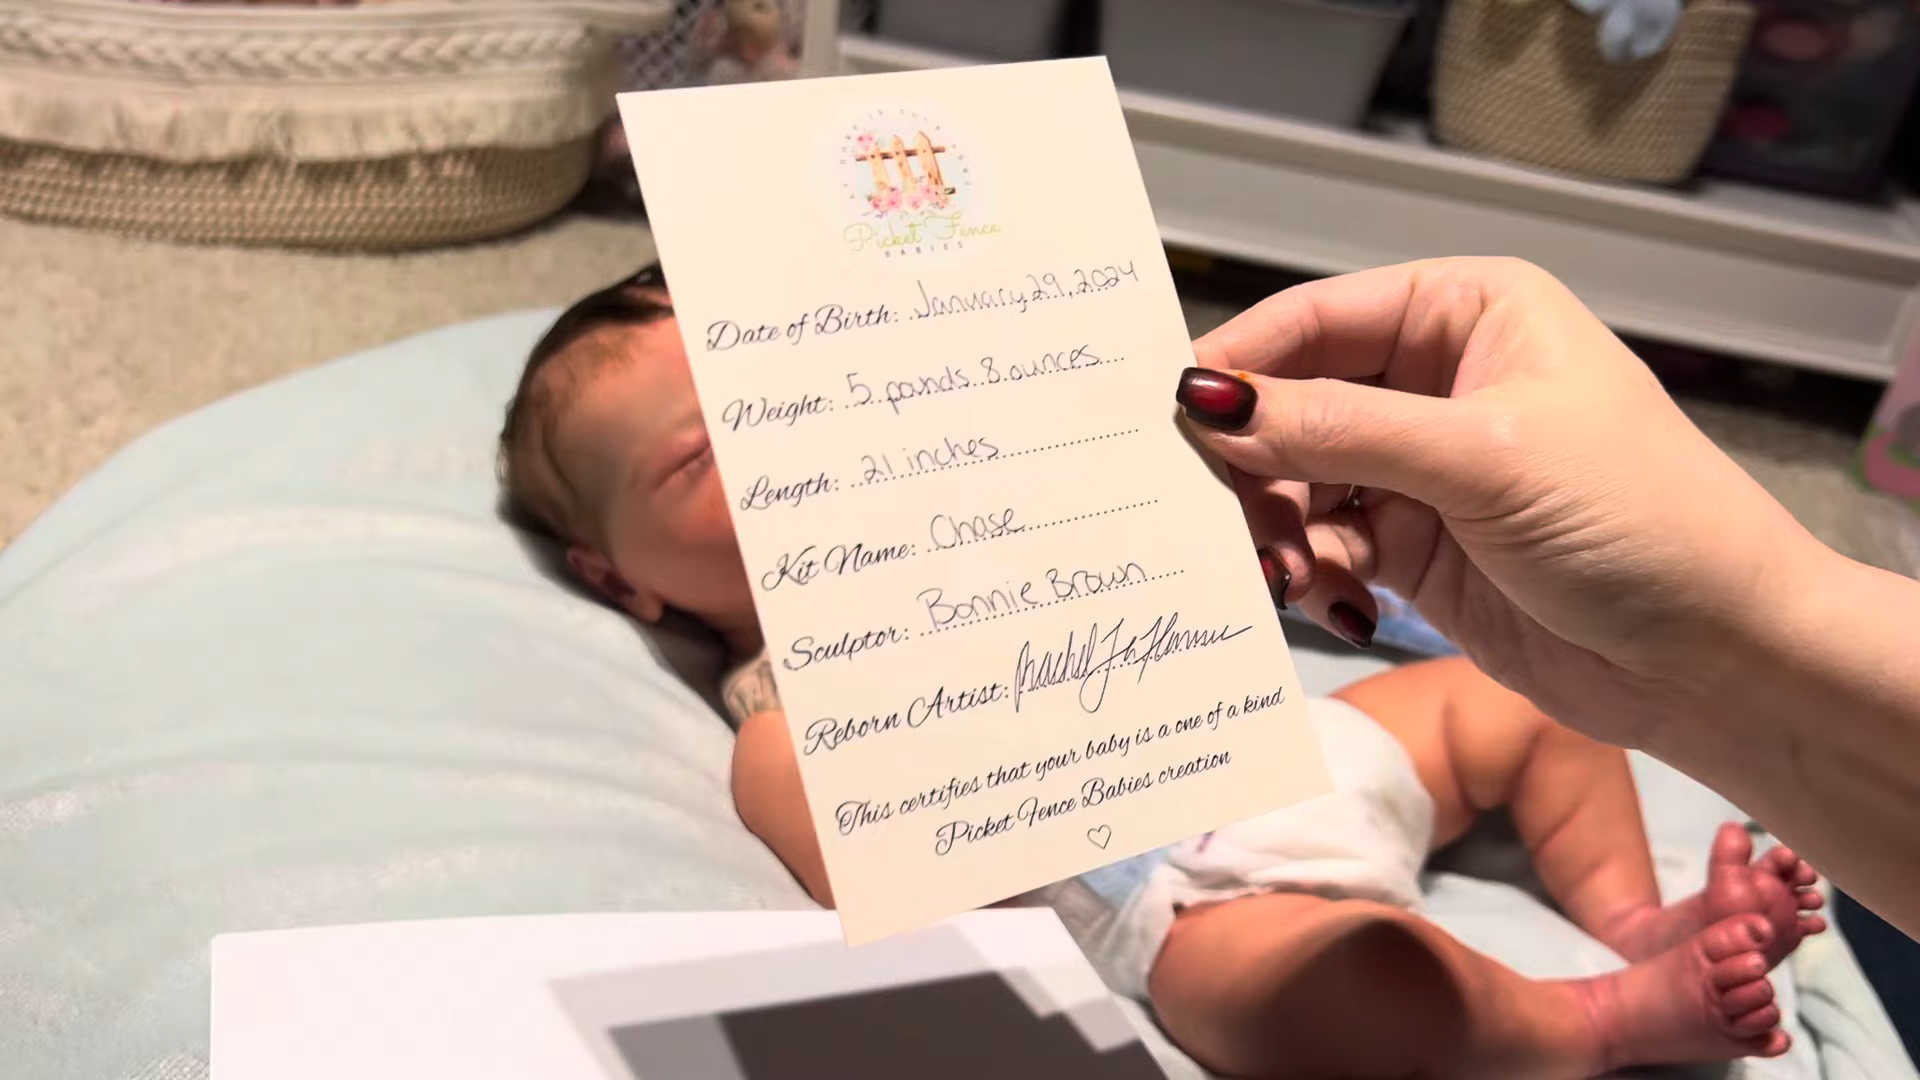 Picket Fence
BABIES
Date of Birth: January 29, 2024
Weight: 5 pounds 8 ounces
Length: 21 inches
Kit Name: Chase
Sculptor: Bonnie Brown
Reborn Artist: Rachel
This certifies that your baby is a one of a kind
Picket Fence Babies creation